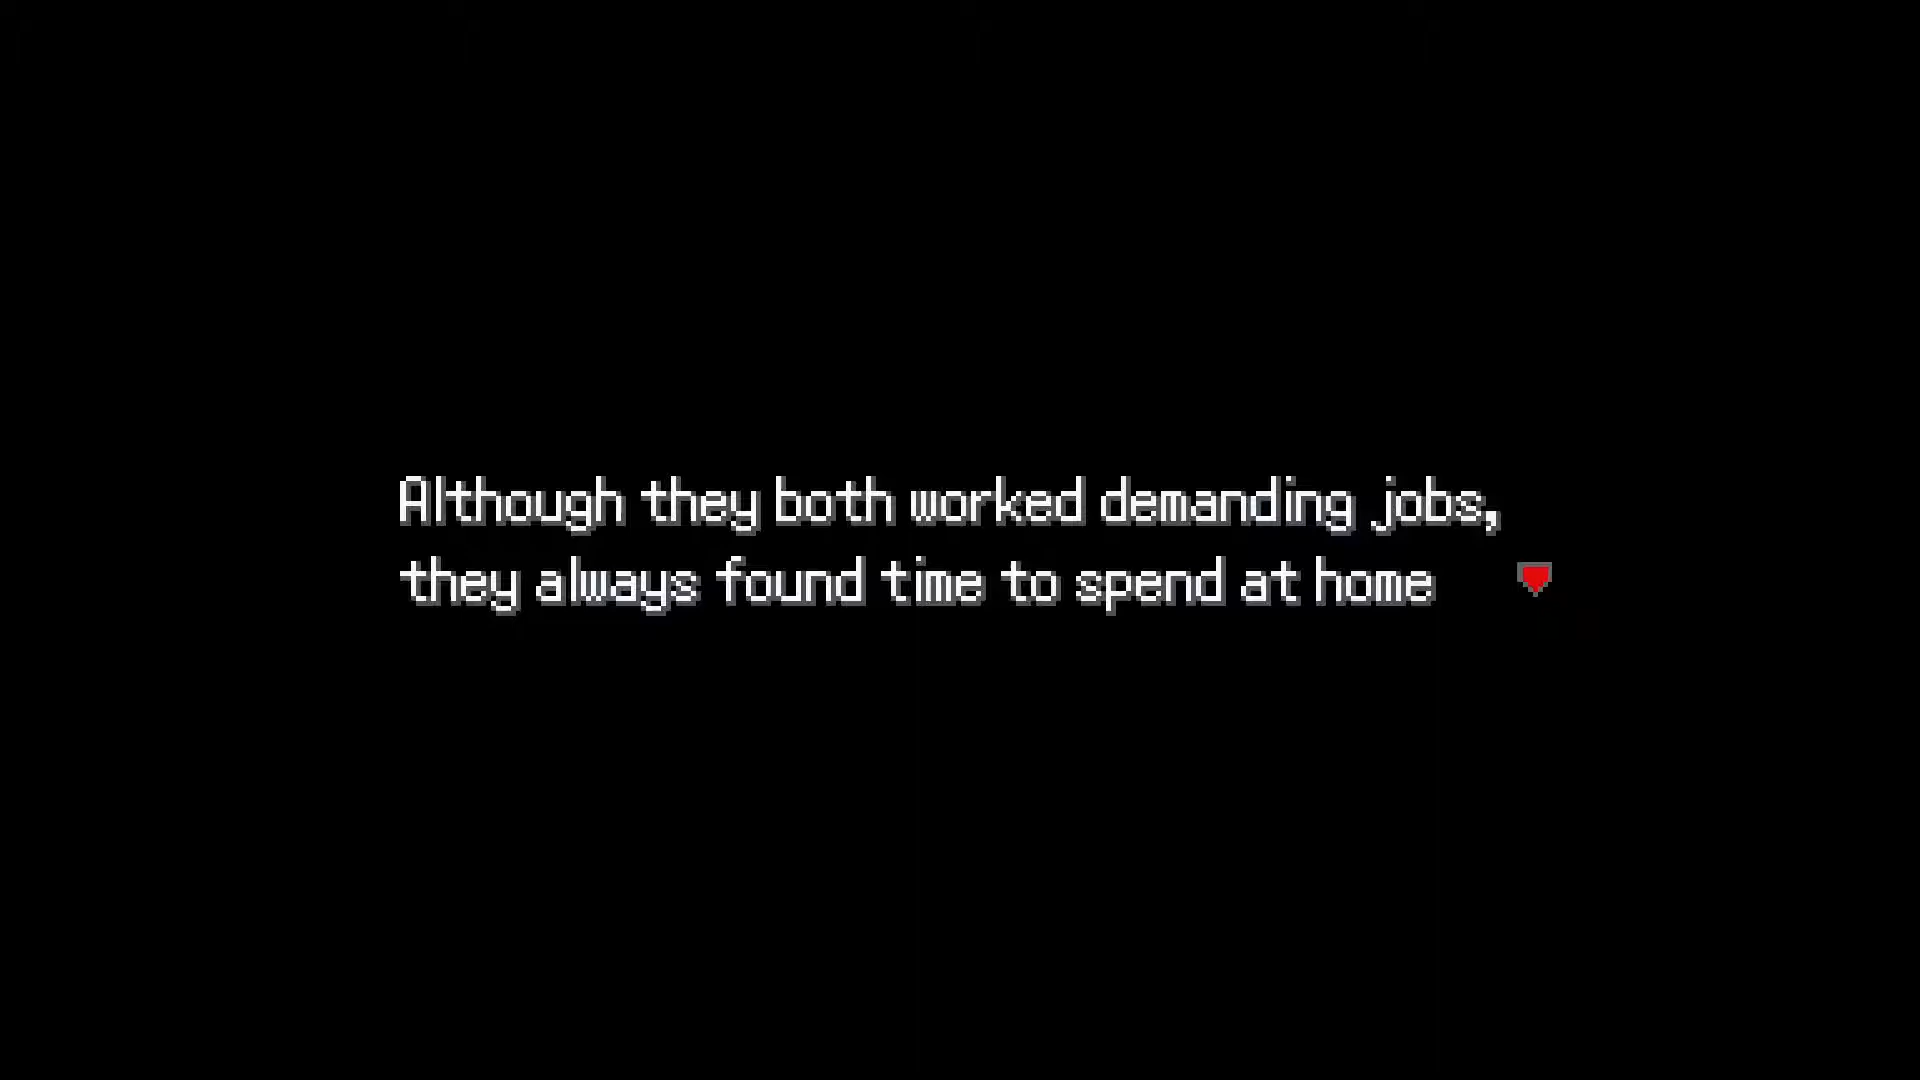 Although they both worked demanding jobs,
they always found time to spend at home